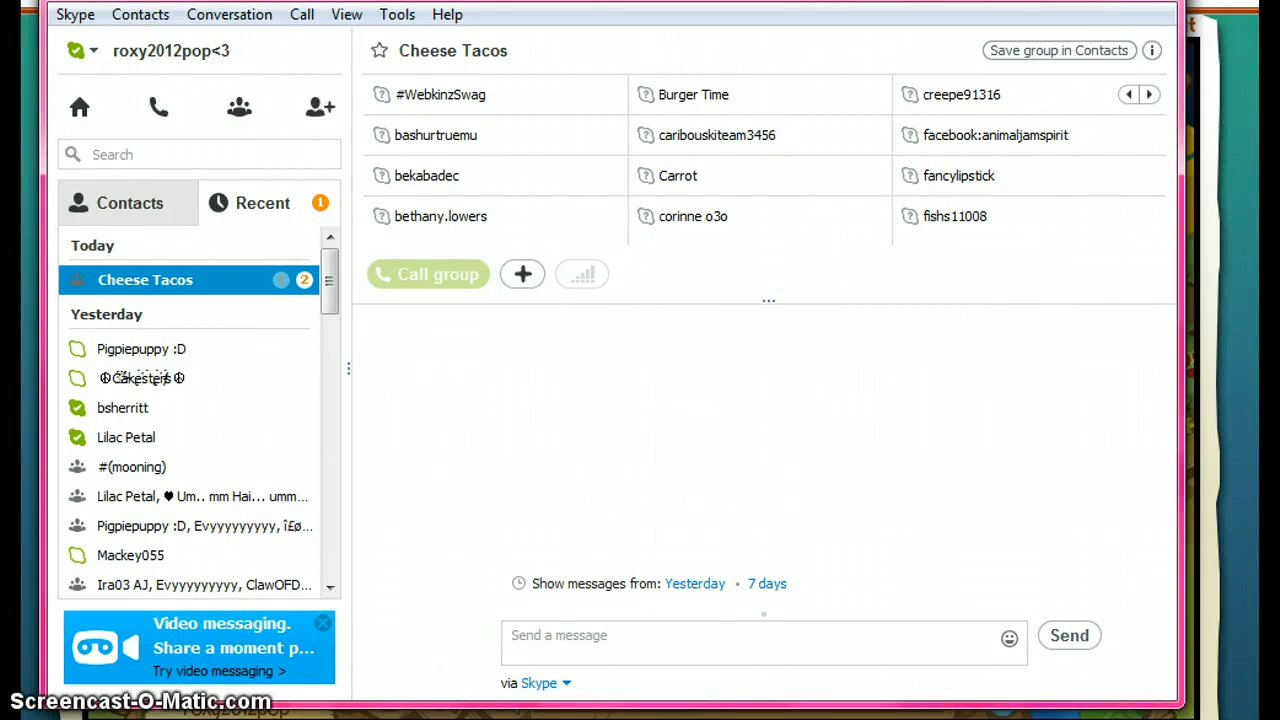 Skype Contacts Conversation Call View Tools Help
roxy2012pop<3
Search
Contacts Recent 1
Today
Cheese Tacos 2
Yesterday
Pigpiepuppy :D
☮Cakesters☮
bsherritt
Lilac Petal
#(mooning)
Lilac Petal, ♥ Um.. mm Hai... umm...
Pigpiepuppy :D, Evyyyyyyyyy, î£ø...
Mackey055
Ira03 AJ, Evyyyyyyyyy, ClawOFD...
Video messaging.
Share a moment p...
Try video messaging >
Cheese Tacos Save group in Contacts
#WebkinzSwag Burger Time creepe91316
bashurtruemu caribouskiteam3456 facebook:animaljamspirit
bekabadec Carrot fancylipstick
bethany.lowers corinne o3o fishs11008
Call group
Show messages from: Yesterday • 7 days
Send a message Send
via Skype
Screencast-O-Matic.com
roxy2012pop